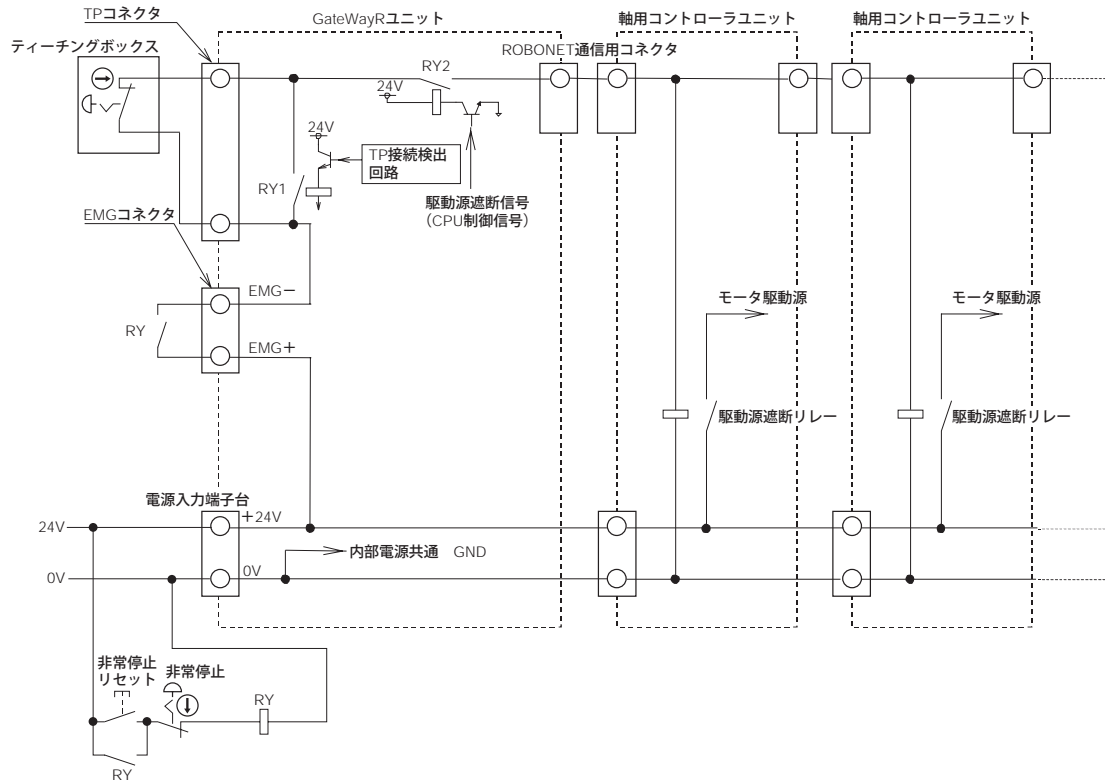 TPコネクタ
GateWayRユニット
軸用コントローラユニット
軸用コントローラユニット
ティーチングボックス
ROBONET通信用コネクタ
RY2
24V
24V
TP接続検出
回路
RY1
駆動源遮断信号
（CPU制御信号）
EMGコネクタ
EMG－
RY
EMG＋
モータ駆動源
モータ駆動源
駆動源遮断リレー
駆動源遮断リレー
電源入力端子台
24V
＋24V
内部電源共通 GND
0V
0V
非常停止
リセット
非常停止
RY
RY